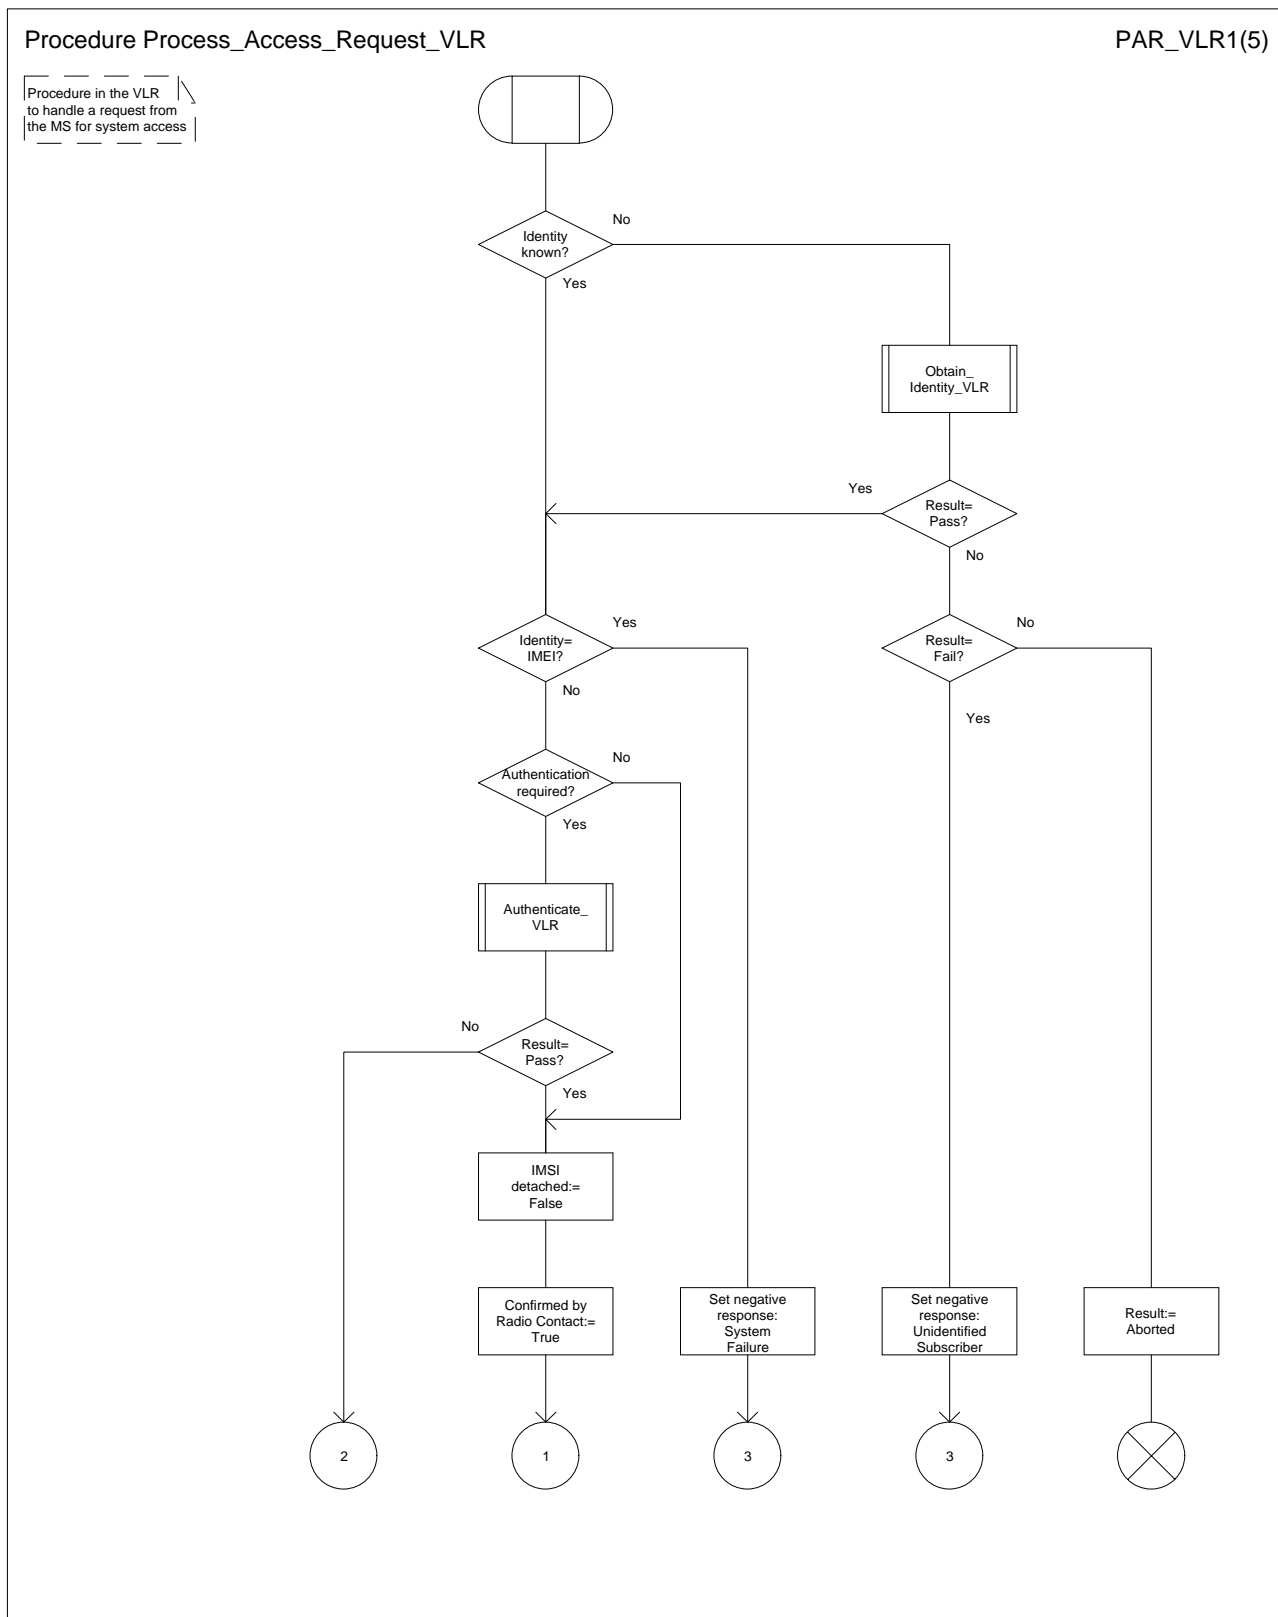 Procedure Process_Access_Request_VLR
PAR_VLR1(5)
Procedure in the VLR
to handle a request from
the MS for system access
No
Identity
known?
Yes
Obtain_
Identity_VLR
Yes
Result=
Pass?
No
Yes
No
Identity=
IMEI?
Result=
Fail?
No
Yes
No
Authentication
required?
Yes
Authenticate_
VLR
No
Result=
Pass?
Yes
IMSI
detached:=
False
Confirmed by
Radio Contact:=
True
Set negative
response:
System
Failure
Set negative
response:
Unidentified
Subscriber
Result:=
Aborted
2
1
3
3